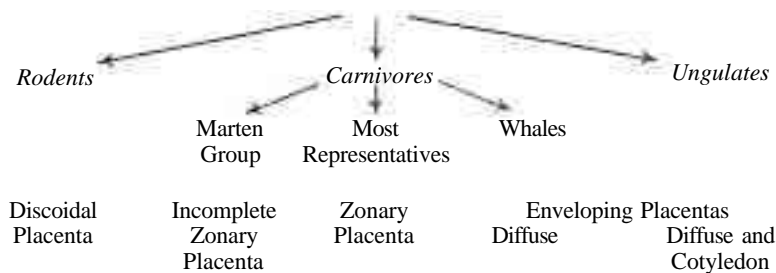 Rodents Carnivores Ungulates
Marten Most Whales
Group Representatives
Discoidal Incomplete Zonary Enveloping Placentas
Placenta Zonary Placenta Diffuse Diffuse and
Placenta Cotyledon